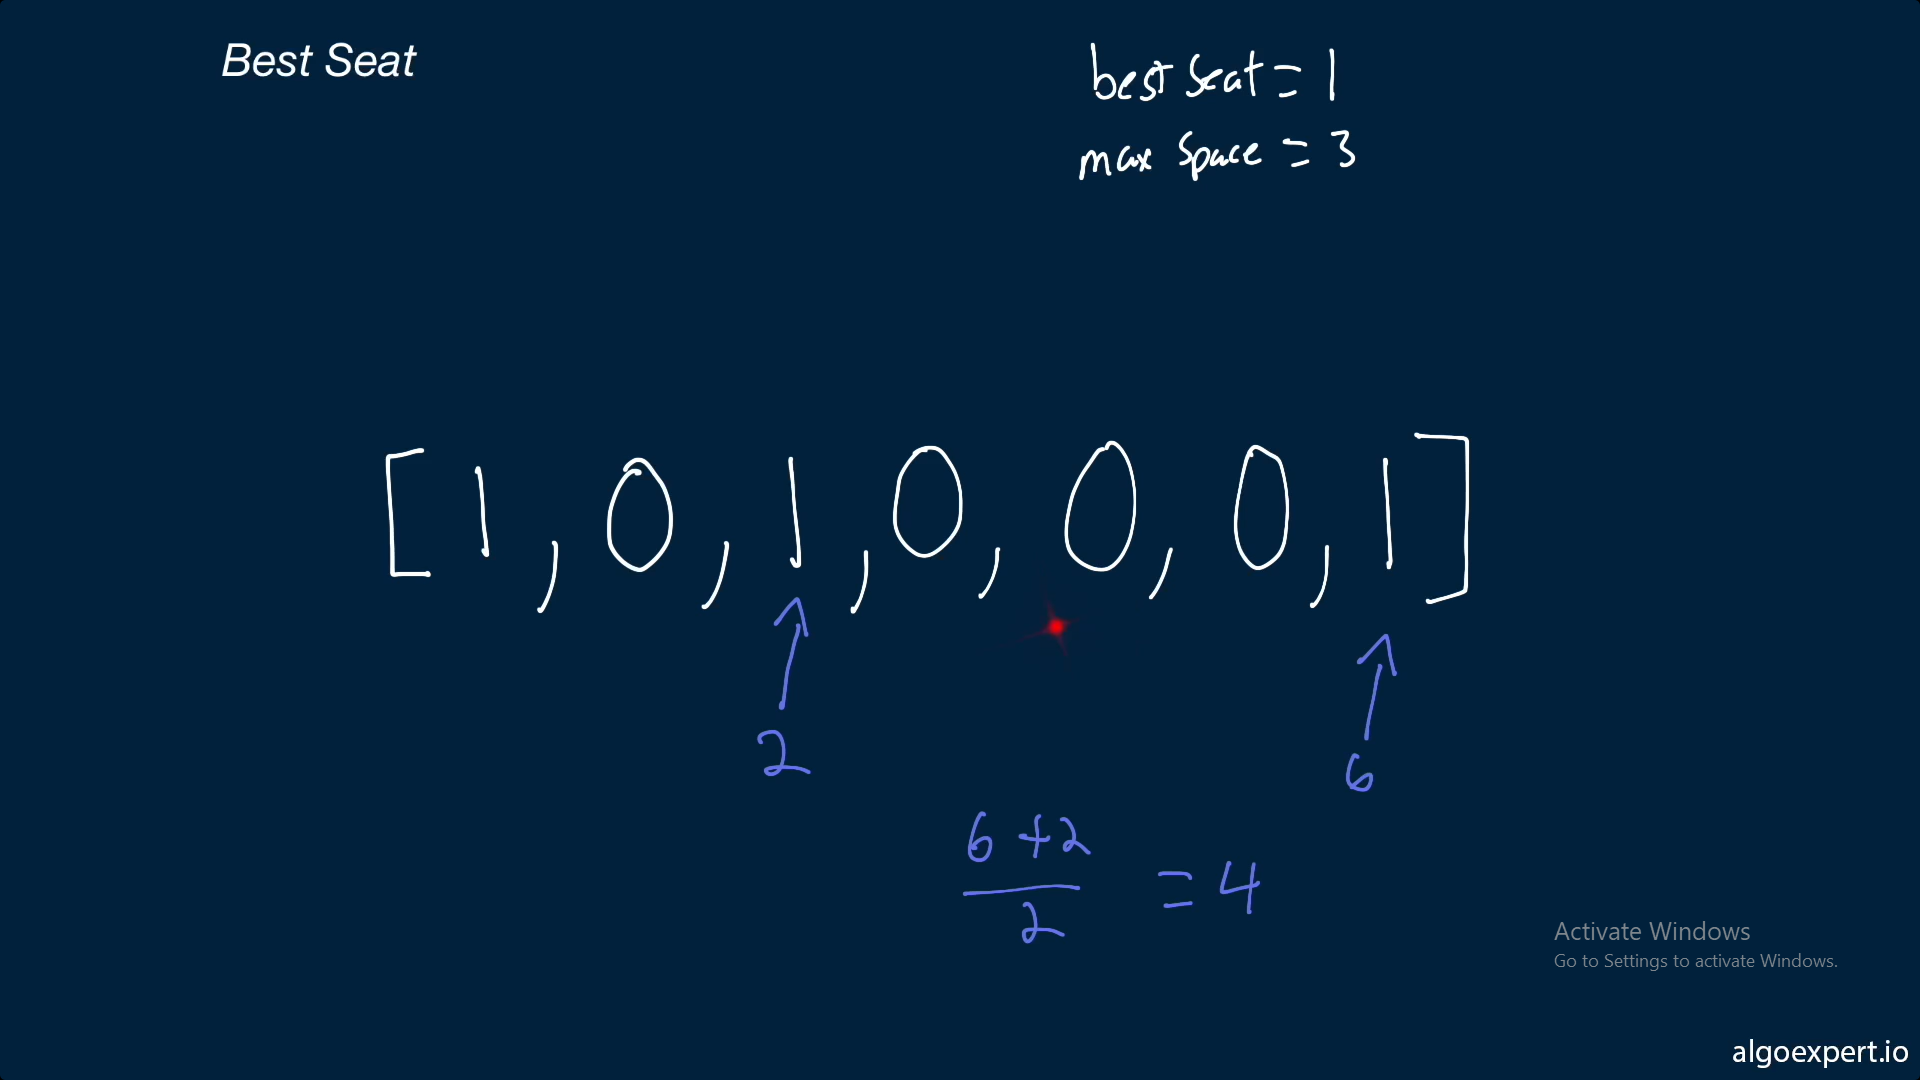 Best Seat
best Seat = 1
max Space = 3
[1, 0, 1, 0, 0, 0, 1]
2
6
6 + 2
2
= 4
Activate Windows
Go to Settings to activate Windows.
algoexpert.io